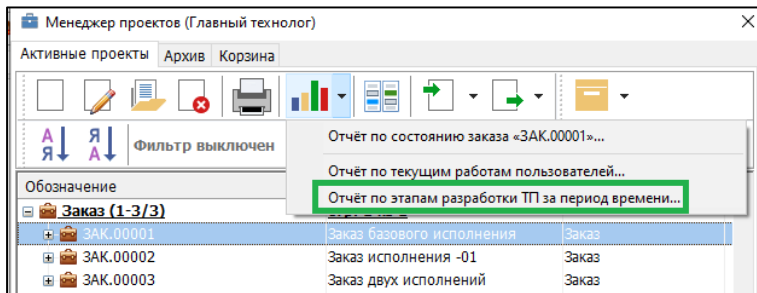 Менеджер проектов (Главный технолог)
Активные проекты Архив Корзина
А Я Я А Фильтр выключен
Отчёт по состоянию заказа «ЗАК.00001»...
Отчёт по текущим работам пользователей...
Отчёт по этапам разработки ТП за период времени...
Обозначение
Заказ (1-3/3)
ЗАК.00001 Заказ базового исполнения Заказ
ЗАК.00002 Заказ исполнения -01 Заказ
ЗАК.00003 Заказ двух исполнений Заказ